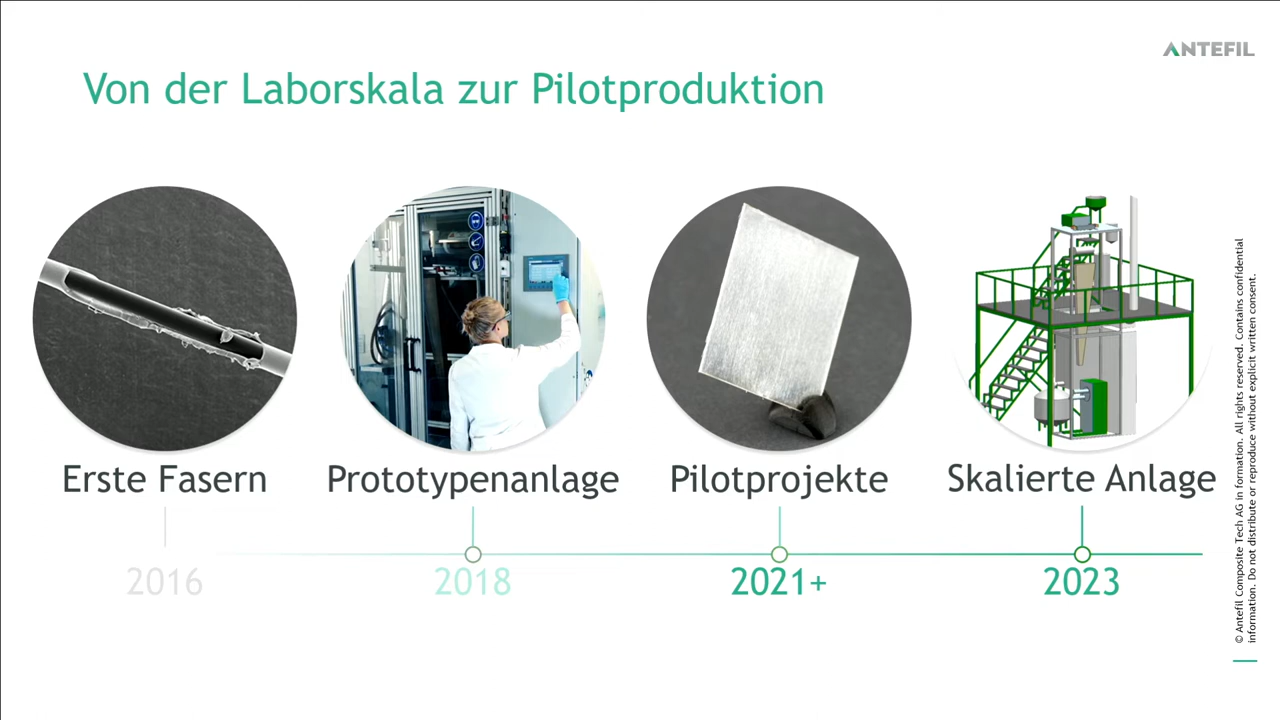 ANTEFIL
Von der Laborskala zur Pilotproduktion
Erste Fasern
Prototypenanlage
Pilotprojekte
Skalierte Anlage
2016
2018
2021+
2023
© Antefil Composite Tech AG in formation. All rights reserved. Contains confidential
information. Do not distribute or reproduce without explicit written consent.